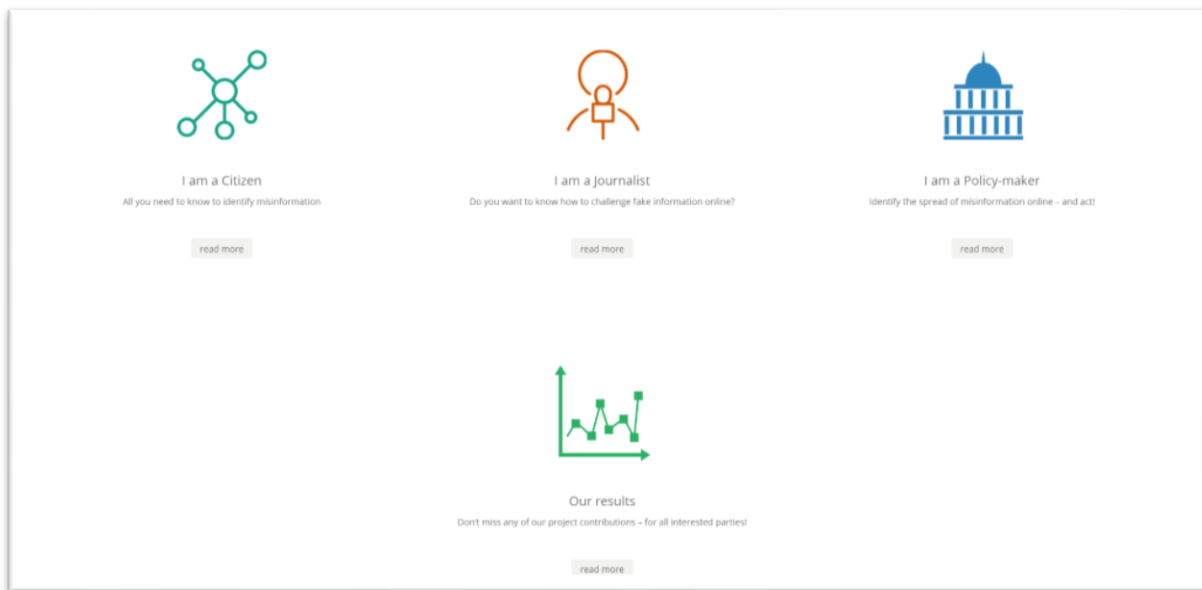 I am a Citizen
All you need to know to identify misinformation
read more
I am a Journalist
Do you want to know how to challenge fake information online?
read more
I am a Policy-maker
Identify the spread of misinformation online – and act!
read more
Our results
Don't miss any of our project contributions – for all interested parties!
read more